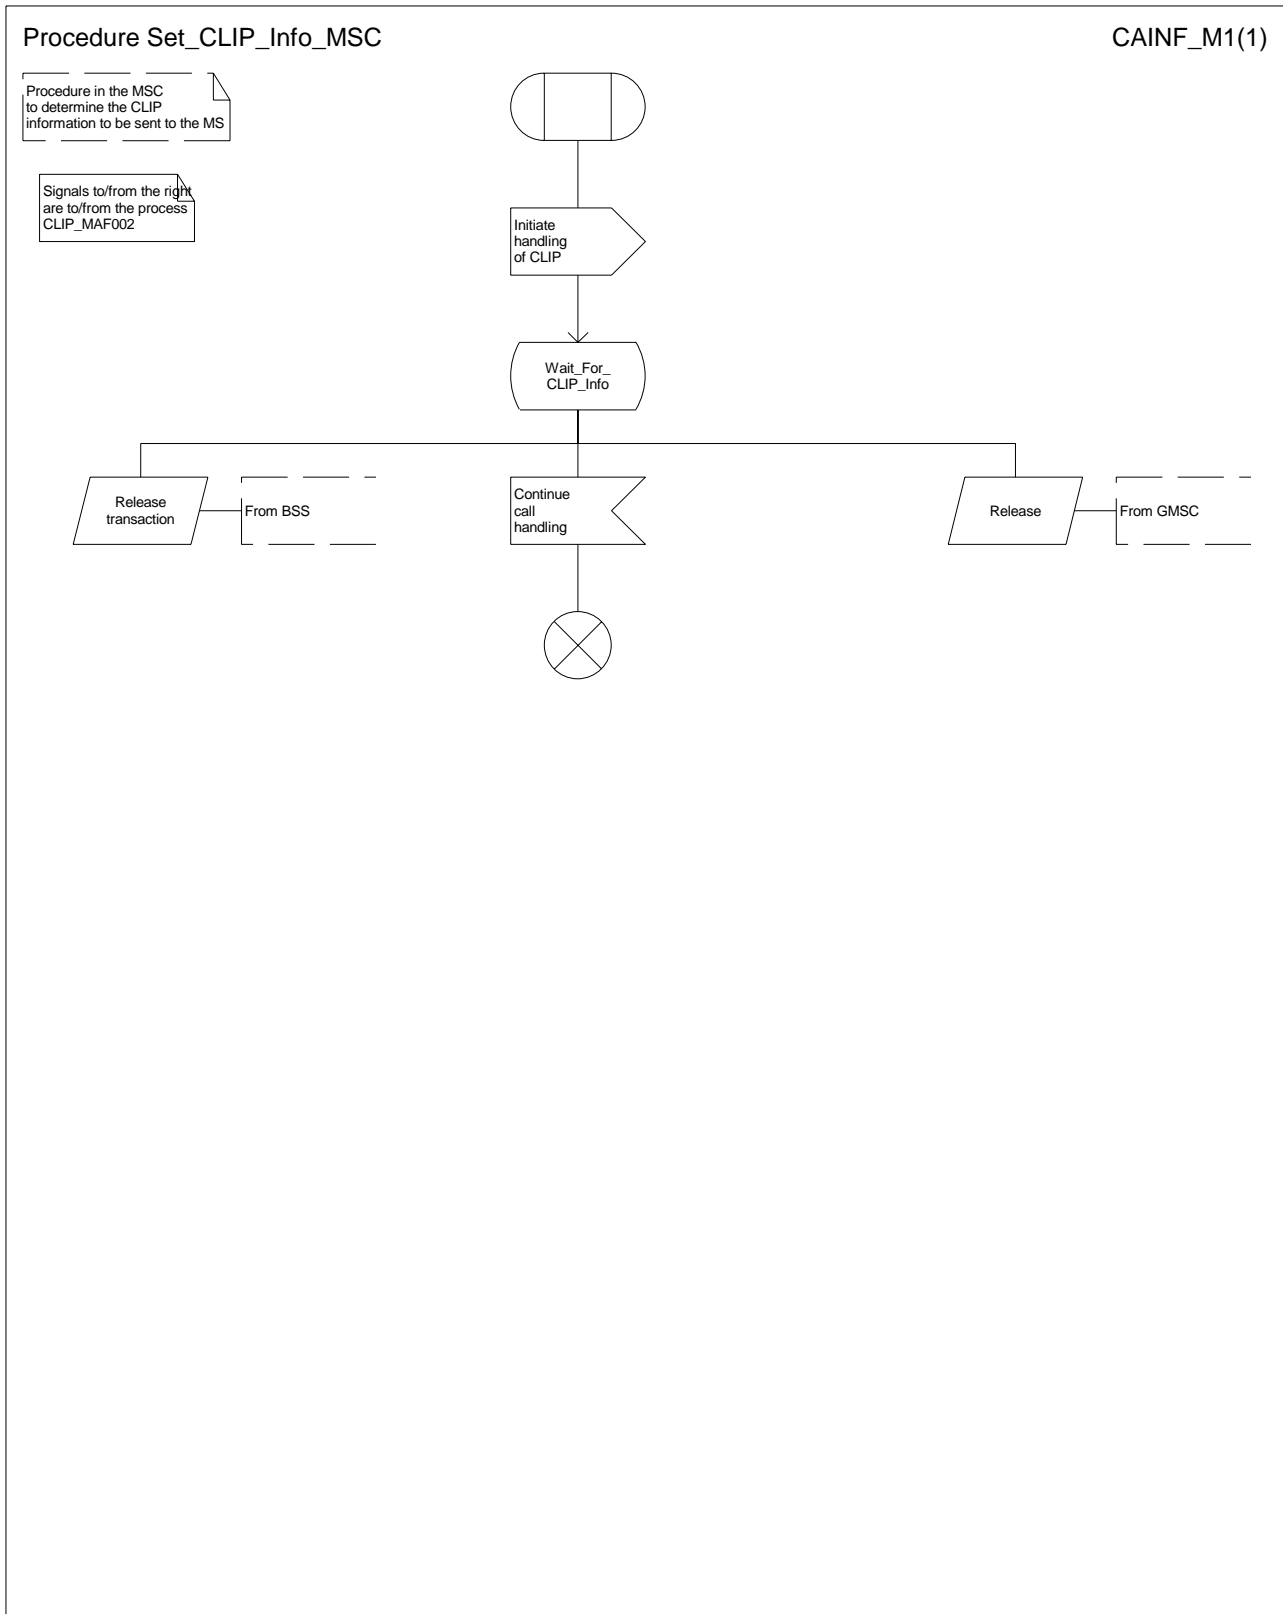 Procedure Set_CLIP_Info_MSC
CAINF_M1(1)
Procedure in the MSC
to determine the CLIP
information to be sent to the MS
Signals to/from the right
are to/from the process
CLIP_MAF002
Initiate
handling
of CLIP
Wait_For_
CLIP_Info
Release
transaction
From BSS
Continue
call
handling
Release
From GMSC